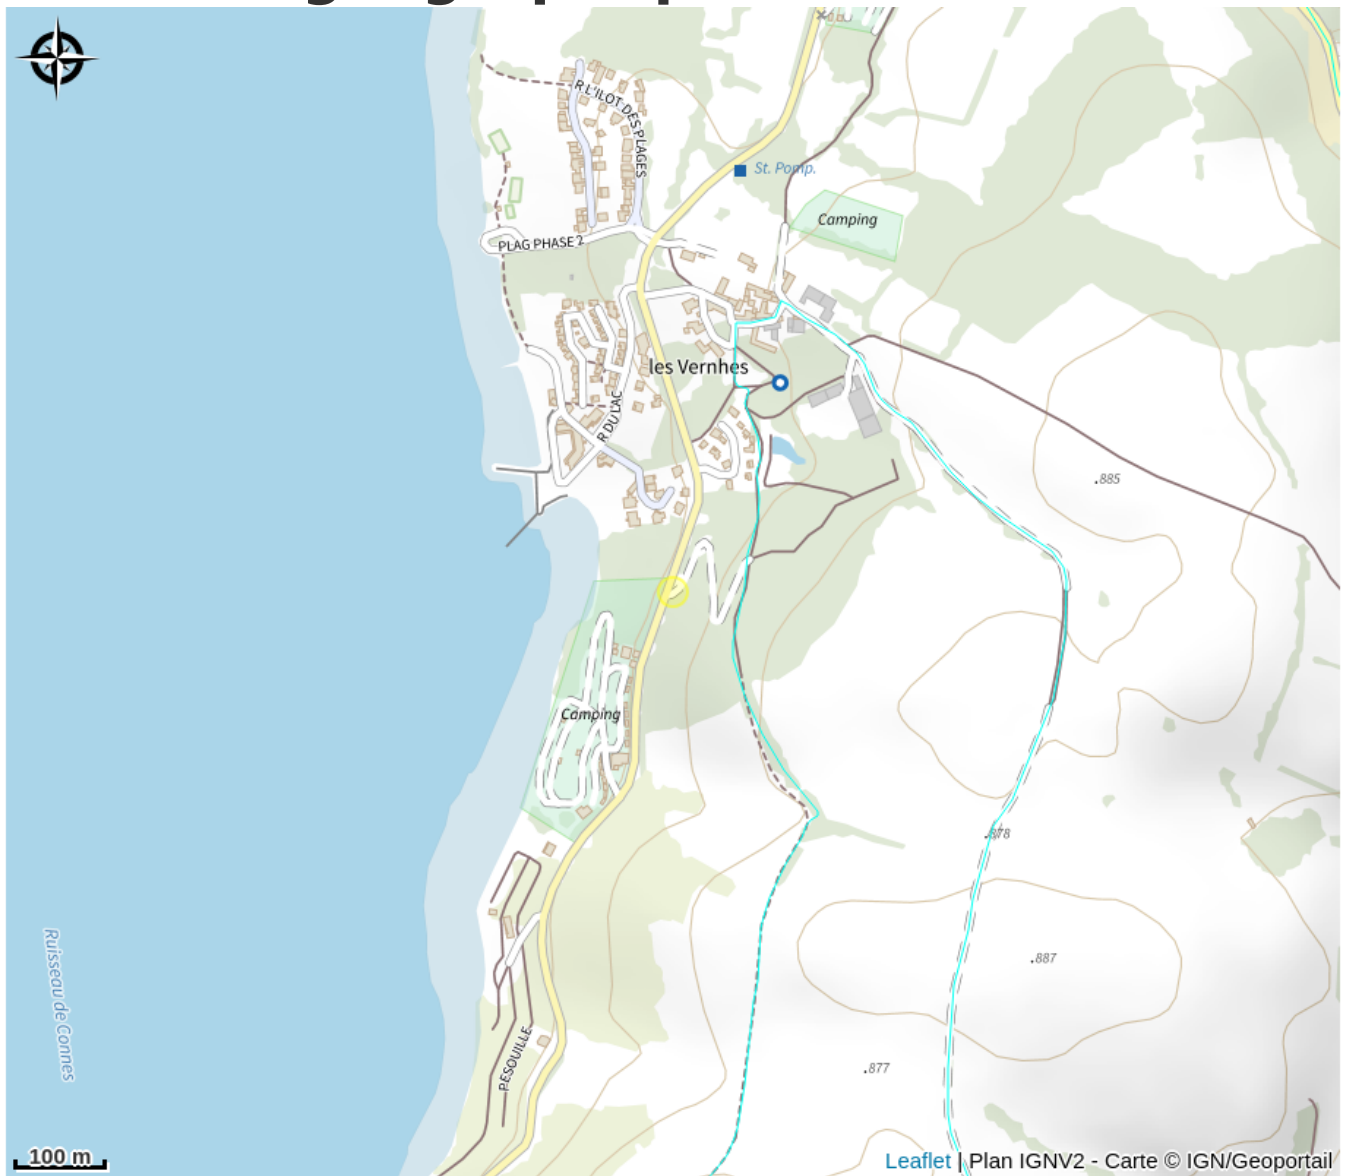 R L'ILOT DES PLAGES
St. Pomp.
Camping
PLAG PHASE 2
les Vernhes
R DU LAC
.885
Camping
.878
Ruisseau de Connes
.887
PESOUILLE
.877
100 m
Leaflet | Plan IGNV2 - Carte © IGN/Geoportail